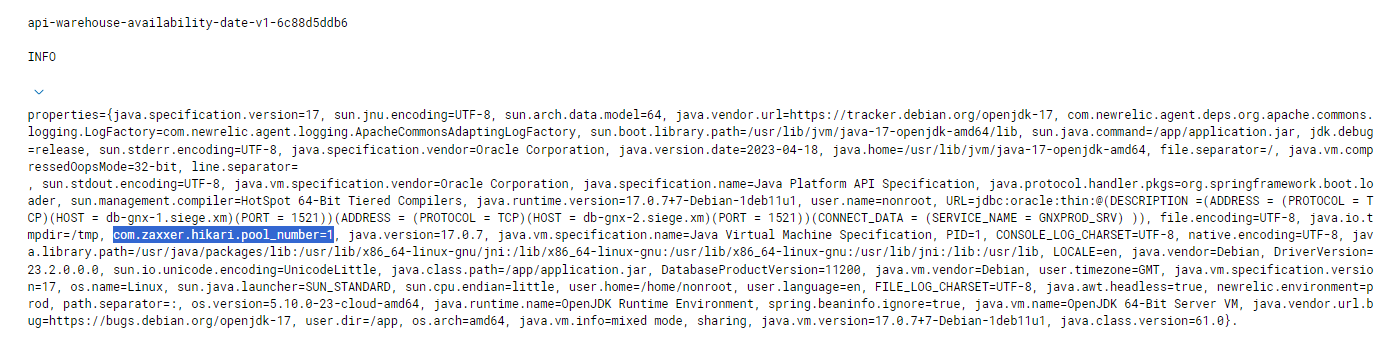 api-warehouse-availability-date-v1-6c88d5ddb6
INFO
properties={java.specification.version=17, sun.jnu.encoding=UTF-8, sun.arch.data.model=64, java.vendor.url=https://tracker.debian.org/openjdk-17, com.newrelic.agent.deps.org.apache.commons.
logging.LogFactory=com.newrelic.agent.logging.ApacheCommonsAdaptingLogFactory, sun.boot.library.path=/usr/lib/jvm/java-17-openjdk-amd64/lib, sun.java.command=/app/application.jar, jdk.debug
=release, sun.stderr.encoding=UTF-8, java.specification.vendor=Oracle Corporation, java.version.date=2023-04-18, java.home=/usr/lib/jvm/java-17-openjdk-amd64, file.separator=/, java.vm.comp
ressedOopsMode=32-bit, line.separator=
, sun.stdout.encoding=UTF-8, java.vm.specification.vendor=Oracle Corporation, java.specification.name=Java Platform API Specification, java.protocol.handler.pkgs=org.springframework.boot.lo
ader, sun.management.compiler=HotSpot 64-Bit Tiered Compilers, java.runtime.version=17.0.7+7-Debian-1deb11u1, user.name=nonroot, URL=jdbc:oracle:thin:@(DESCRIPTION =(ADDRESS = (PROTOCOL = T
CP)(HOST = db-gnx-1.siege.xm)(PORT = 1521))(ADDRESS = (PROTOCOL = TCP)(HOST = db-gnx-2.siege.xm)(PORT = 1521))(CONNECT_DATA = (SERVICE_NAME = GNXPROD_SRV) )), file.encoding=UTF-8, java.io.t
mpdir=/tmp, com.zaxxer.hikari.pool_number=1, java.version=17.0.7, java.vm.specification.name=Java Virtual Machine Specification, PID=1, CONSOLE_LOG_CHARSET=UTF-8, native.encoding=UTF-8, jav
a.library.path=/usr/java/packages/lib:/usr/lib/x86_64-linux-gnu/jni:/lib/x86_64-linux-gnu:/usr/lib/x86_64-linux-gnu:/usr/lib/jni:/lib:/usr/lib, LOCALE=en, java.vendor=Debian, DriverVersion=
23.2.0.0.0, sun.io.unicode.encoding=UnicodeLittle, java.class.path=/app/application.jar, DatabaseProductVersion=11200, java.vm.vendor=Debian, user.timezone=GMT, java.vm.specification.versio
n=17, os.name=Linux, sun.java.launcher=SUN_STANDARD, sun.cpu.endian=little, user.home=/home/nonroot, user.language=en, FILE_LOG_CHARSET=UTF-8, java.awt.headless=true, newrelic.environment=p
rod, path.separator=:, os.version=5.10.0-23-cloud-amd64, java.runtime.name=OpenJDK Runtime Environment, spring.beaninfo.ignore=true, java.vm.name=OpenJDK 64-Bit Server VM, java.vendor.url.b
ug=https://bugs.debian.org/openjdk-17, user.dir=/app, os.arch=amd64, java.vm.info=mixed mode, sharing, java.vm.version=17.0.7+7-Debian-1deb11u1, java.class.version=61.0}.